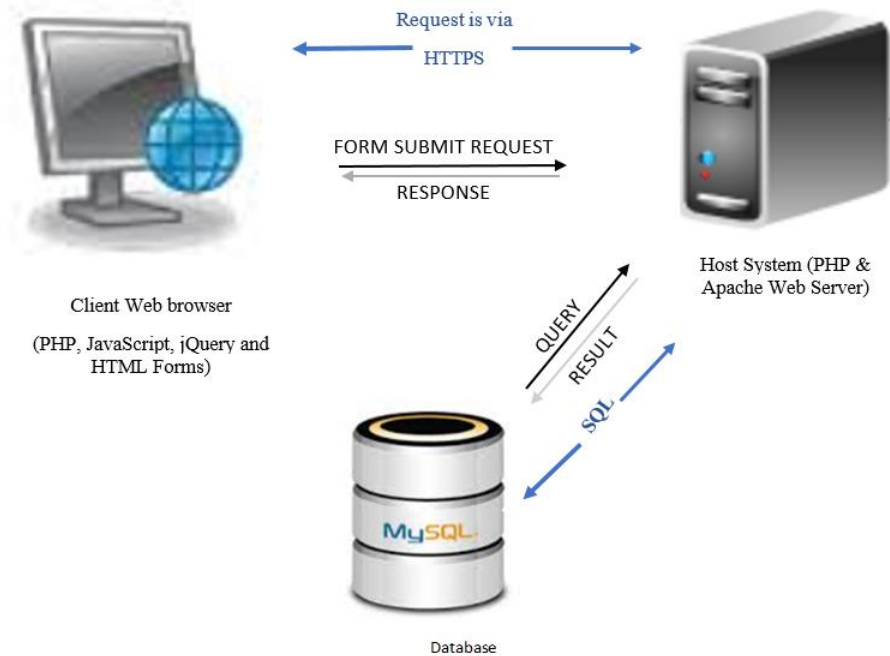 Request is via
HTTPS
FORM SUBMIT REQUEST
RESPONSE
Host System (PHP &
Apache Web Server)
Client Web browser
(PHP, JavaScript, jQuery and
HTML Forms)
QUERY
RESULT
SQL
MySQL
Database